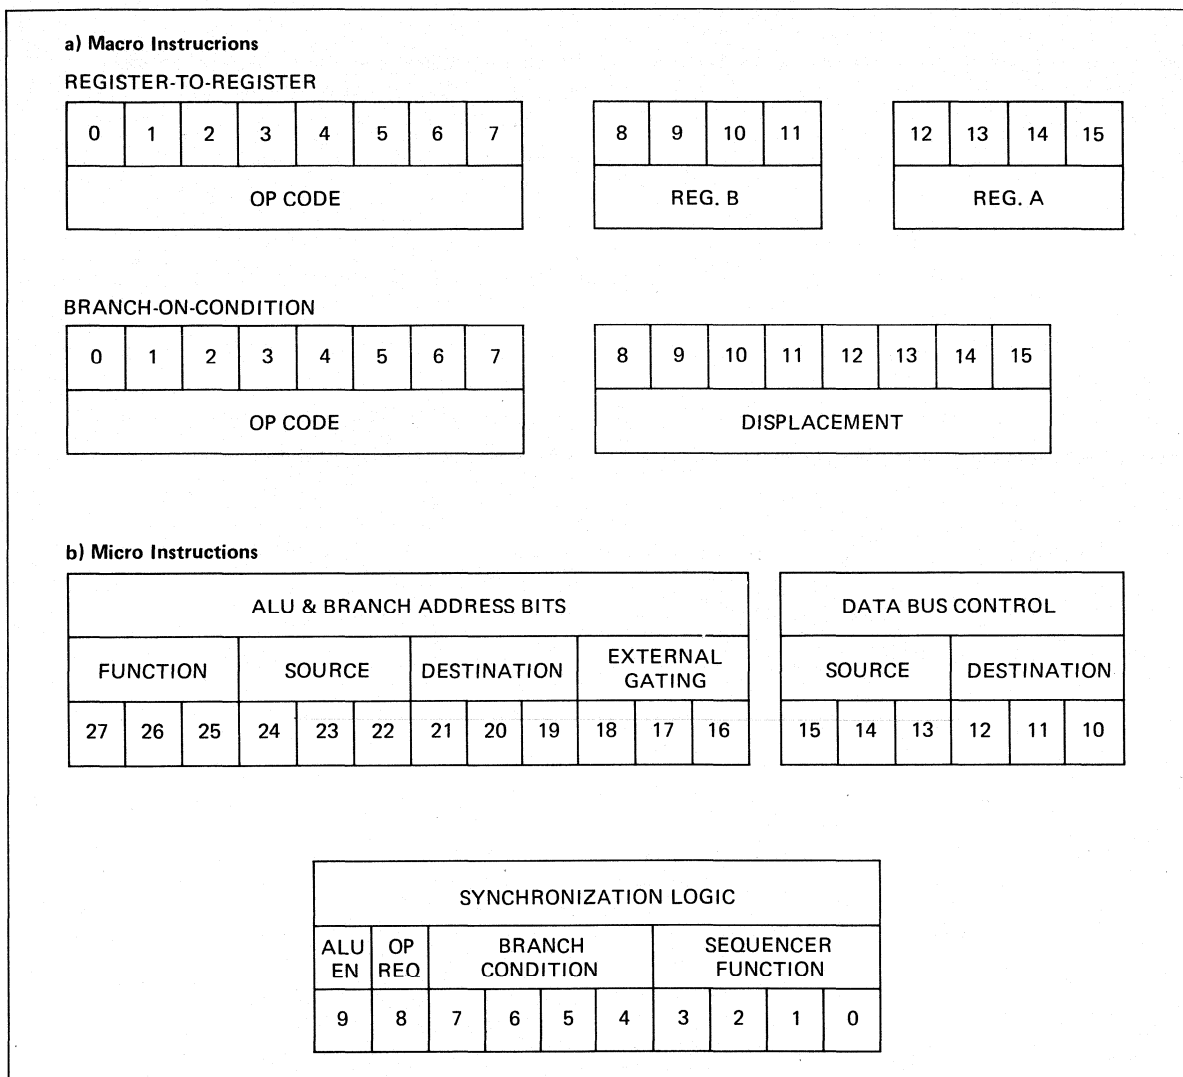 a) Macro Instrucrions
REGISTER-TO-REGISTER
0 1 2 3 4 5 6 7 8 9 10 11 12 13 14 15
OP CODE REG. B REG. A
BRANCH-ON-CONDITION
0 1 2 3 4 5 6 7 8 9 10 11 12 13 14 15
OP CODE DISPLACEMENT
b) Micro Instructions
ALU & BRANCH ADDRESS BITS DATA BUS CONTROL
FUNCTION SOURCE DESTINATION EXTERNAL GATING SOURCE DESTINATION
27 26 25 24 23 22 21 20 19 18 17 16 15 14 13 12 11 10
SYNCHRONIZATION LOGIC
ALU EN OP REQ BRANCH CONDITION SEQUENCER FUNCTION
9 8 7 6 5 4 3 2 1 0